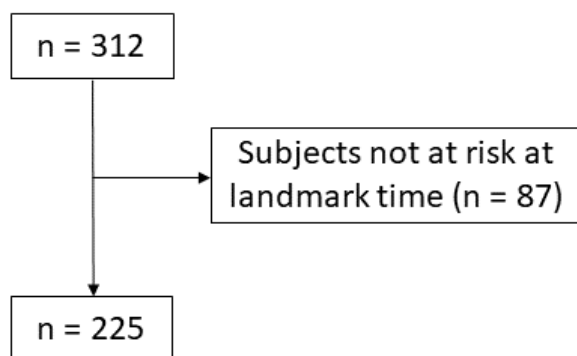 n = 312
Subjects not at risk at
landmark time (n = 87)
n = 225